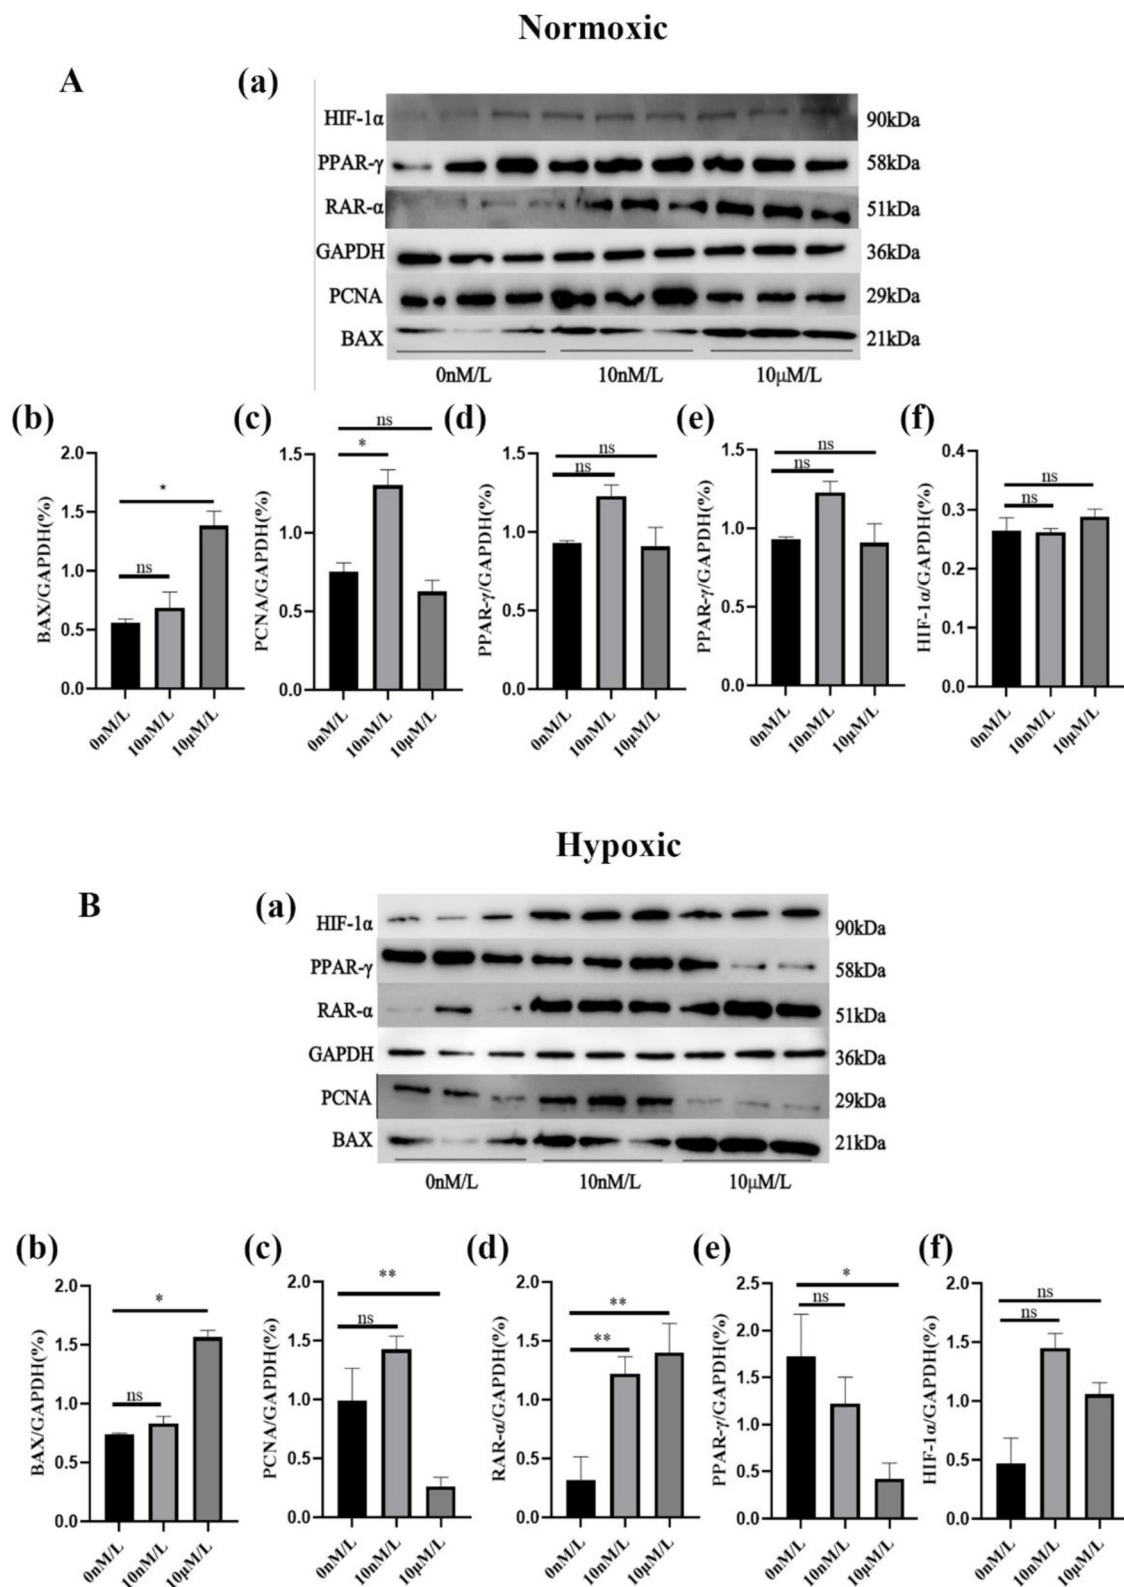 Normoxic
A
(a)
HIF-1α 90kDa
PPAR-γ 58kDa
RAR-α 51kDa
GAPDH 36kDa
PCNA 29kDa
BAX 21kDa
0nM/L 10nM/L 10μM/L
(b)
BAX/GAPDH(%)
2.0
1.5
1.0
0.5
0.0
*
ns
0nM/L 10nM/L 10μM/L
(c)
PCNA/GAPDH(%)
1.5
1.0
0.5
0.0
ns
*
0nM/L 10nM/L 10μM/L
(d)
PPAR-γ/GAPDH(%)
1.5
1.0
0.5
0.0
ns
ns
0nM/L 10nM/L 10μM/L
(e)
PPAR-γ/GAPDH(%)
1.5
1.0
0.5
0.0
ns
ns
0nM/L 10nM/L 10μM/L
(f)
HIF-1α/GAPDH(%)
0.4
0.3
0.2
0.1
0.0
ns
ns
0nM/L 10nM/L 10μM/L
Hypoxic
B
(a)
HIF-1α 90kDa
PPAR-γ 58kDa
RAR-α 51kDa
GAPDH 36kDa
PCNA 29kDa
BAX 21kDa
0nM/L 10nM/L 10μM/L
(b)
BAX/GAPDH(%)
2.0
1.5
1.0
0.5
0.0
*
ns
0nM/L 10nM/L 10μM/L
(c)
PCNA/GAPDH(%)
2.0
1.5
1.0
0.5
0.0
**
ns
0nM/L 10nM/L 10μM/L
(d)
RAR-α/GAPDH(%)
2.0
1.5
1.0
0.5
0.0
**
**
0nM/L 10nM/L 10μM/L
(e)
PPAR-γ/GAPDH(%)
2.5
2.0
1.5
1.0
0.5
0.0
*
ns
0nM/L 10nM/L 10μM/L
(f)
HIF-1α/GAPDH(%)
2.0
1.5
1.0
0.5
0.0
ns
ns
0nM/L 10nM/L 10μM/L